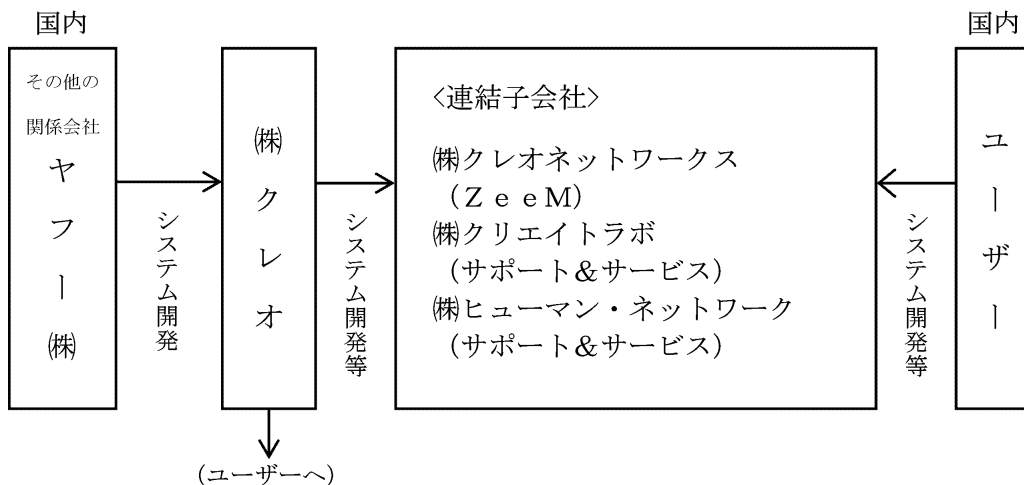 国内
その他の
関係会社
ヤフー㈱
システム開発
㈱クレオ
システム開発等
<連結子会社>
㈱クレオネットワークス
(ZeeM)
㈱クリエイトラボ
(サポート&サービス)
㈱ヒューマン・ネットワーク
(サポート&サービス)
システム開発等
国内
ユーザー
(ユーザーへ)